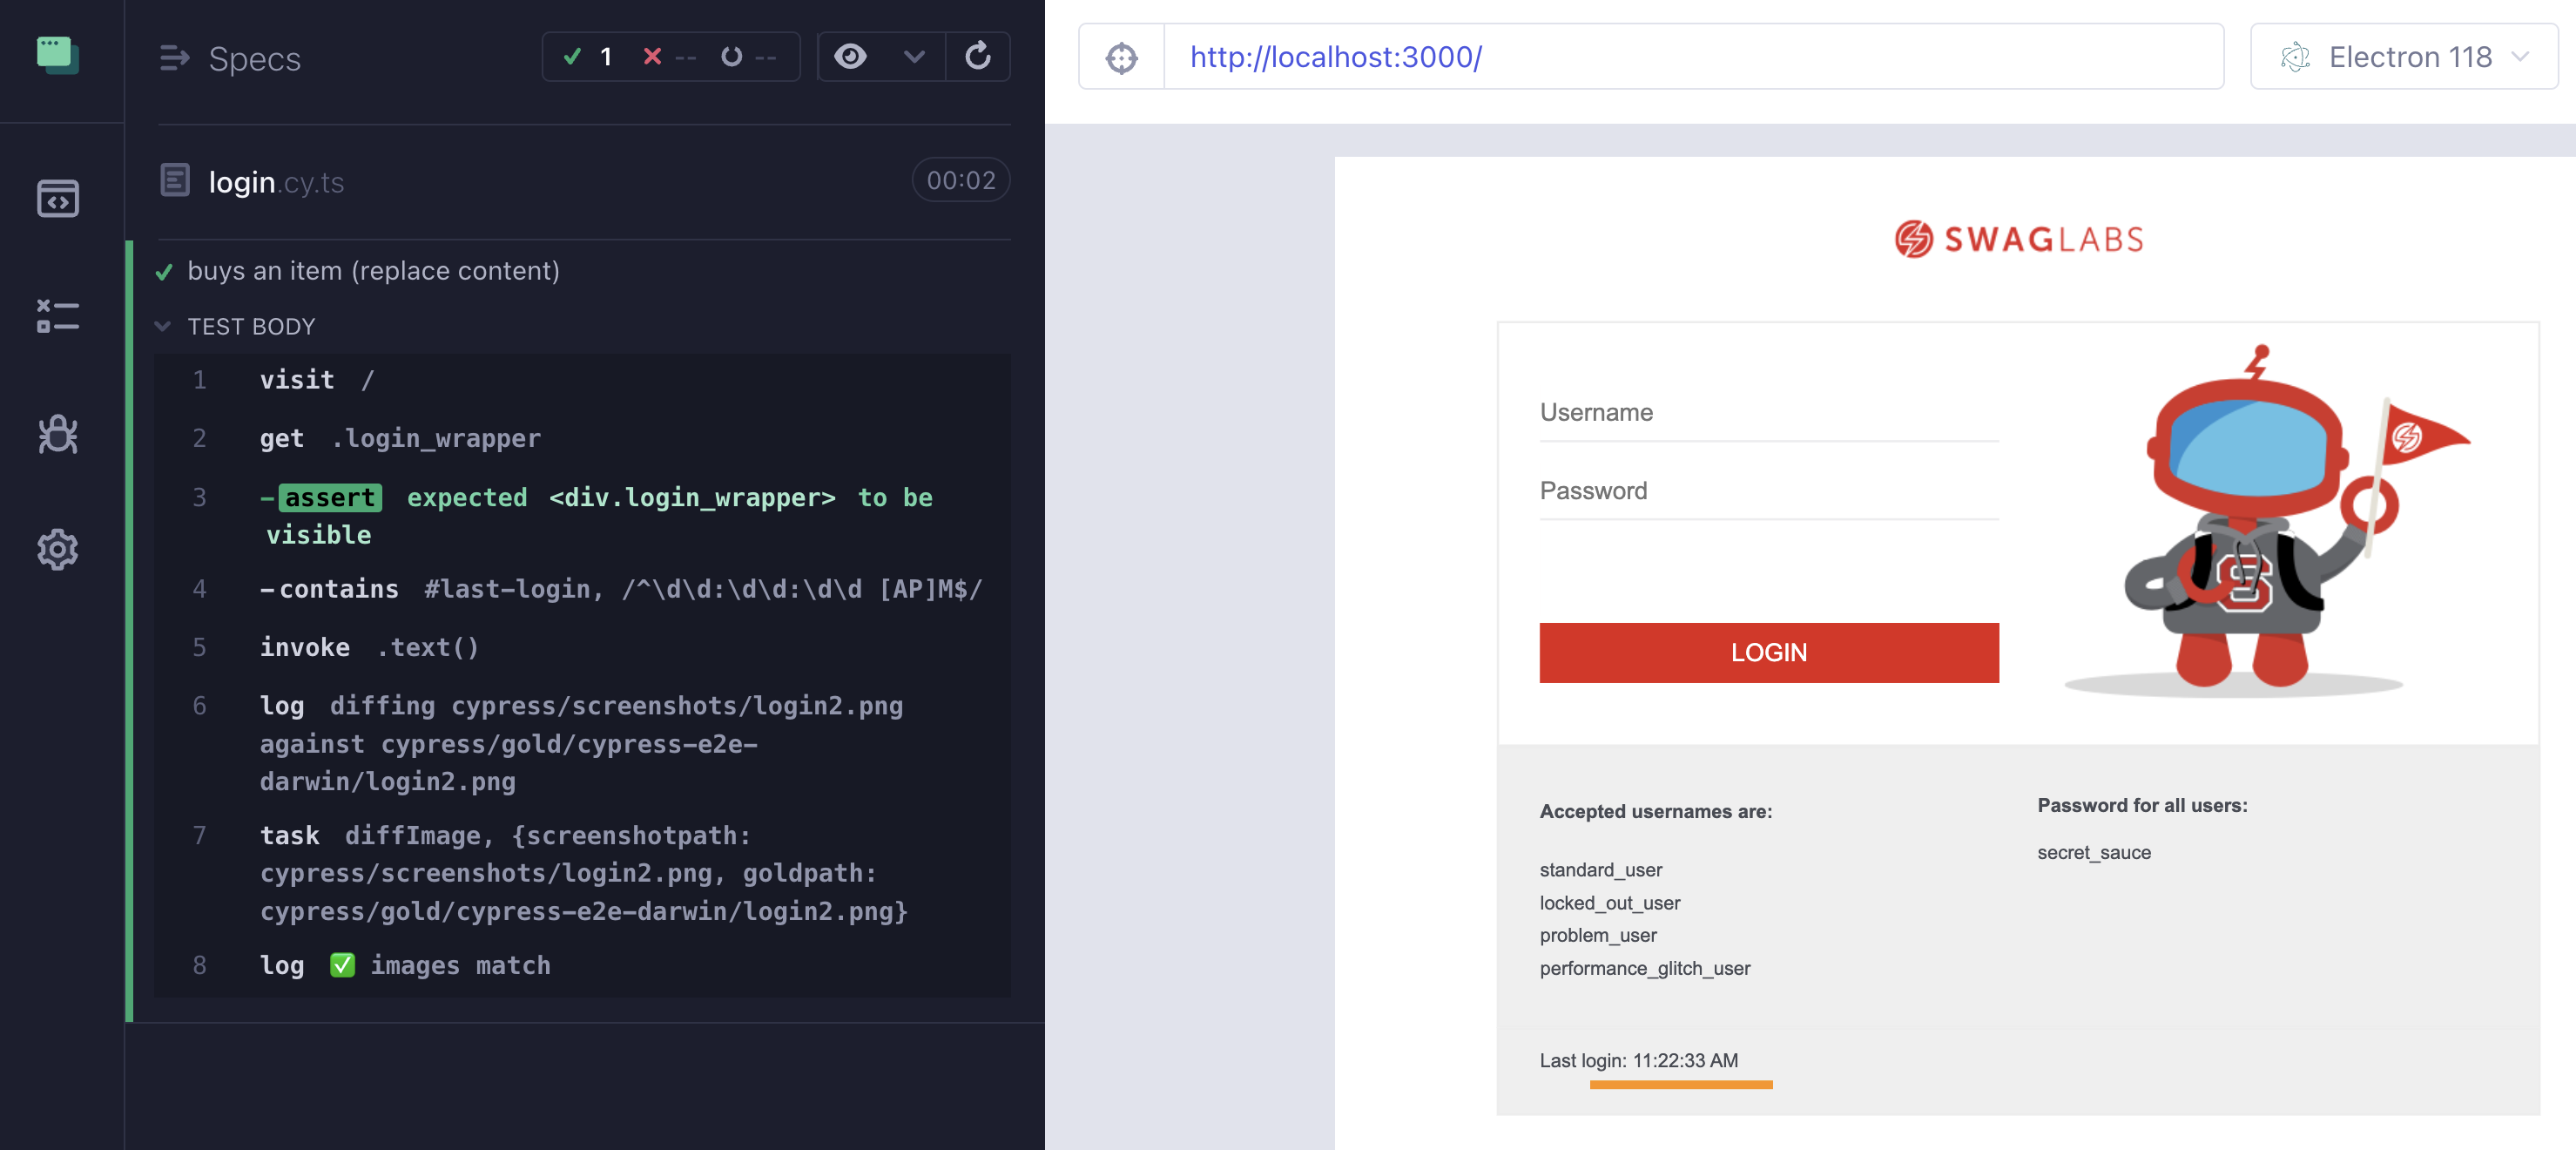 Specs
1 -- --
login.cy.ts
00:02
buys an item (replace content)
TEST BODY
1 visit /
2 get .login_wrapper
3 -assert expected <div.login_wrapper> to be
visible
4 -contains #last-login, /^\d\d:\d\d:\d\d [AP]M$/
5 invoke .text()
6 log diffing cypress/screenshots/login2.png
against cypress/gold/cypress-e2e-
darwin/login2.png
7 task diffImage, {screenshotpath:
cypress/screenshots/login2.png, goldpath:
cypress/gold/cypress-e2e-darwin/login2.png}
8 log ✅ images match
http://localhost:3000/
Electron 118
SWAGLABS
Username
Password
LOGIN
S
Accepted usernames are:
standard_user
locked_out_user
problem_user
performance_glitch_user
Password for all users:
secret_sauce
Last login: 11:22:33 AM